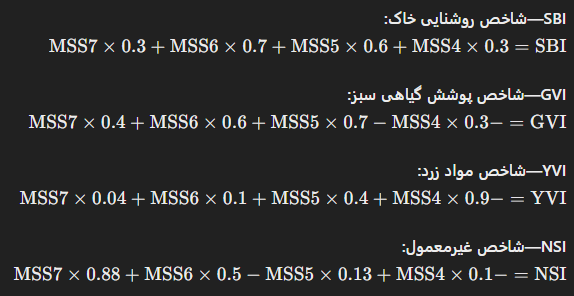 SBI—شاخص روشنایی خاک:
MSS7 × 0.3 + MSS6 × 0.7 + MSS5 × 0.6 + MSS4 × 0.3 = SBI
GVI—شاخص پوشش گیاهی سبز:
MSS7 × 0.4 + MSS6 × 0.6 + MSS5 × 0.7 − MSS4 × 0.3− = GVI
YVI—شاخص مواد زرد:
MSS7 × 0.04 + MSS6 × 0.1 + MSS5 × 0.4 + MSS4 × 0.9− = YVI
NSI—شاخص غیرمعمول:
MSS7 × 0.88 + MSS6 × 0.5 − MSS5 × 0.13 + MSS4 × 0.1− = NSI